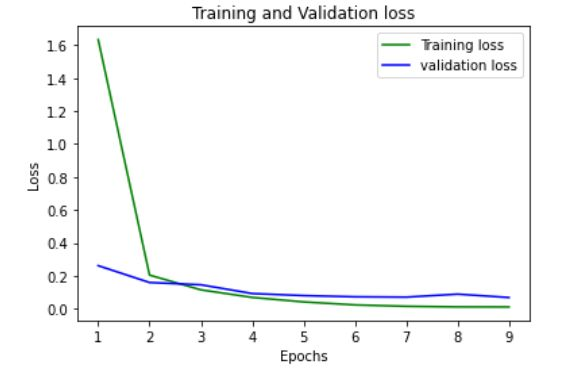 Training and Validation loss
Training loss
validation loss
1.6
1.4
1.2
1.0
0.8
0.6
0.4
0.2
0.0
Loss
1 2 3 4 5 6 7 8 9
Epochs